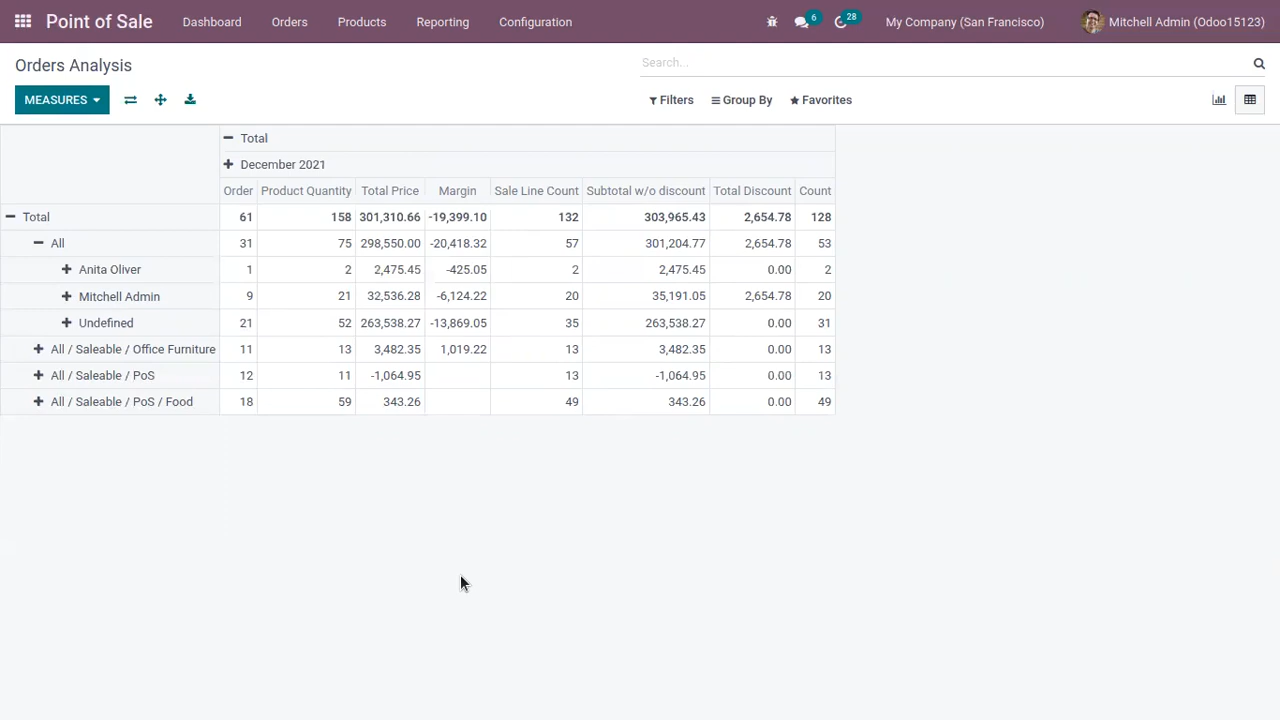 Point of Sale Dashboard Orders Products Reporting Configuration 6 28 My Company (San Francisco) Mitchell Admin (Odoo15123)
Orders Analysis Search...
MEASURES Filters Group By Favorites
Total
December 2021
Order Product Quantity Total Price Margin Sale Line Count Subtotal w/o discount Total Discount Count
Total 61 158 301,310.66 -19,399.10 132 303,965.43 2,654.78 128
All 31 75 298,550.00 -20,418.32 57 301,204.77 2,654.78 53
Anita Oliver 1 2 2,475.45 -425.05 2 2,475.45 0.00 2
Mitchell Admin 9 21 32,536.28 -6,124.22 20 35,191.05 2,654.78 20
Undefined 21 52 263,538.27 -13,869.05 35 263,538.27 0.00 31
All / Saleable / Office Furniture 11 13 3,482.35 1,019.22 13 3,482.35 0.00 13
All / Saleable / PoS 12 11 -1,064.95 13 -1,064.95 0.00 13
All / Saleable / PoS / Food 18 59 343.26 49 343.26 0.00 49